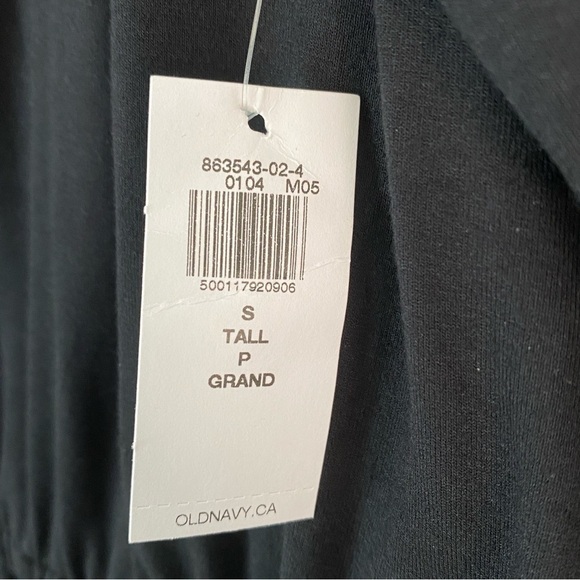 863543-02-4
0104 M05
500117920906
S
TALL
P
GRAND
OLDNAVY.CA